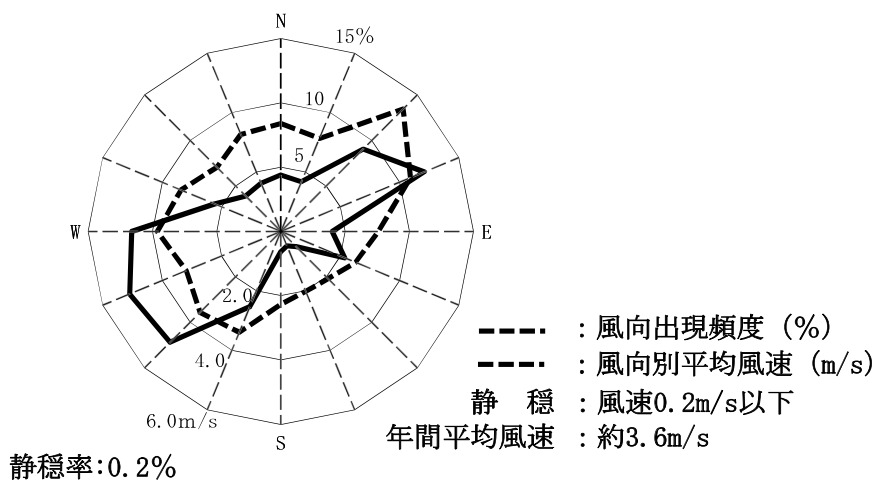 N
15%
10
5
W
E
2.0
4.0
6.0m/s
S
：風向出現頻度（%）
：風向別平均風速（m/s）
静　穏　：風速0.2m/s以下
年間平均風速　：約3.6m/s
静穏率：0.2%